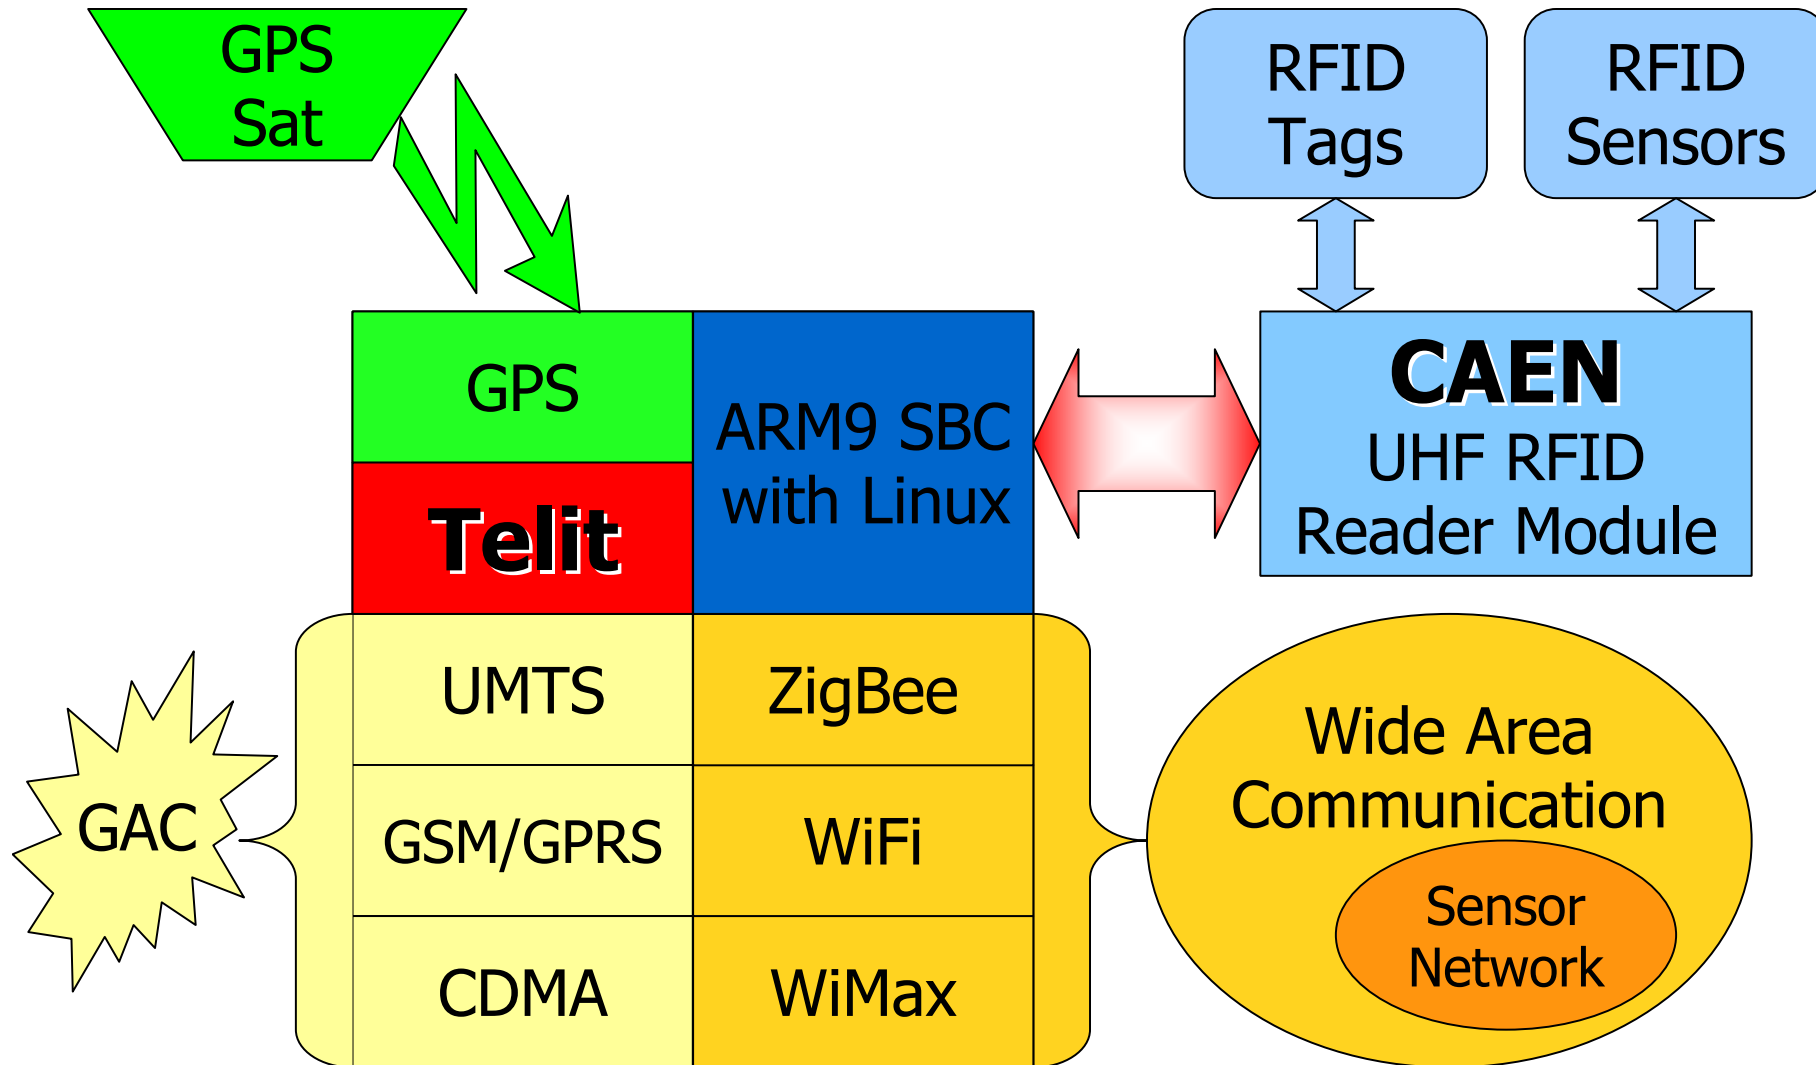 GPS
Sat
RFID
Tags
RFID
Sensors
GPS
Telit
ARM9 SBC
with Linux
CAEN
UHF RFID
Reader Module
GAC
UMTS
GSM/GPRS
CDMA
ZigBee
WiFi
WiMax
Wide Area
Communication
Sensor
Network